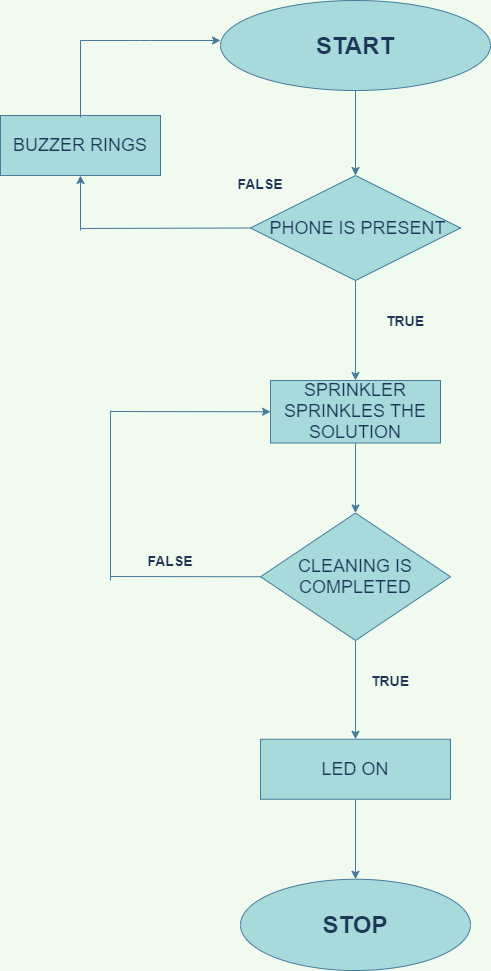 START
BUZZER RINGS
FALSE
PHONE IS PRESENT
TRUE
SPRINKLER
SPRINKLES THE
SOLUTION
FALSE
CLEANING IS
COMPLETED
TRUE
LED ON
STOP